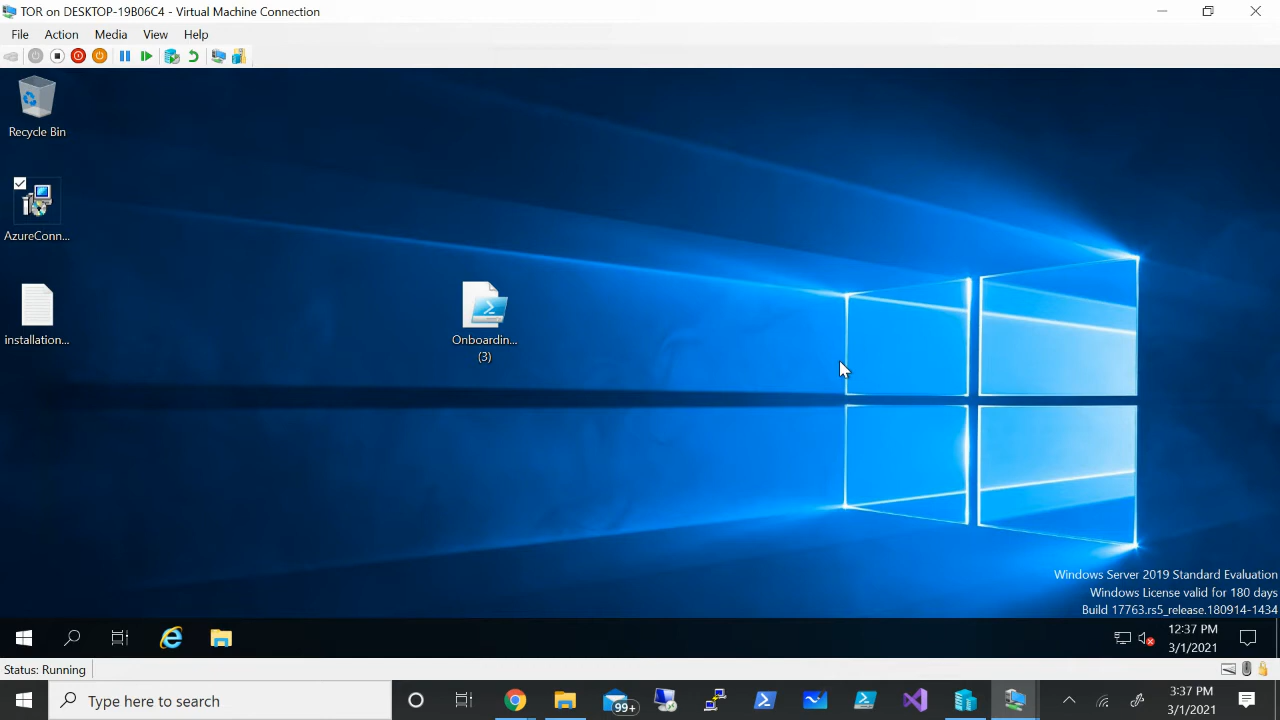 TOR on DESKTOP-19B06C4 - Virtual Machine Connection
File Action Media View Help
Recycle Bin
AzureConn...
installation...
Onboardin...
(3)
Windows Server 2019 Standard Evaluation
Windows License valid for 180 days
Build 17763.rs5_release.180914-1434
12:37 PM
3/1/2021
Status: Running
Type here to search
99+
3:37 PM
3/1/2021